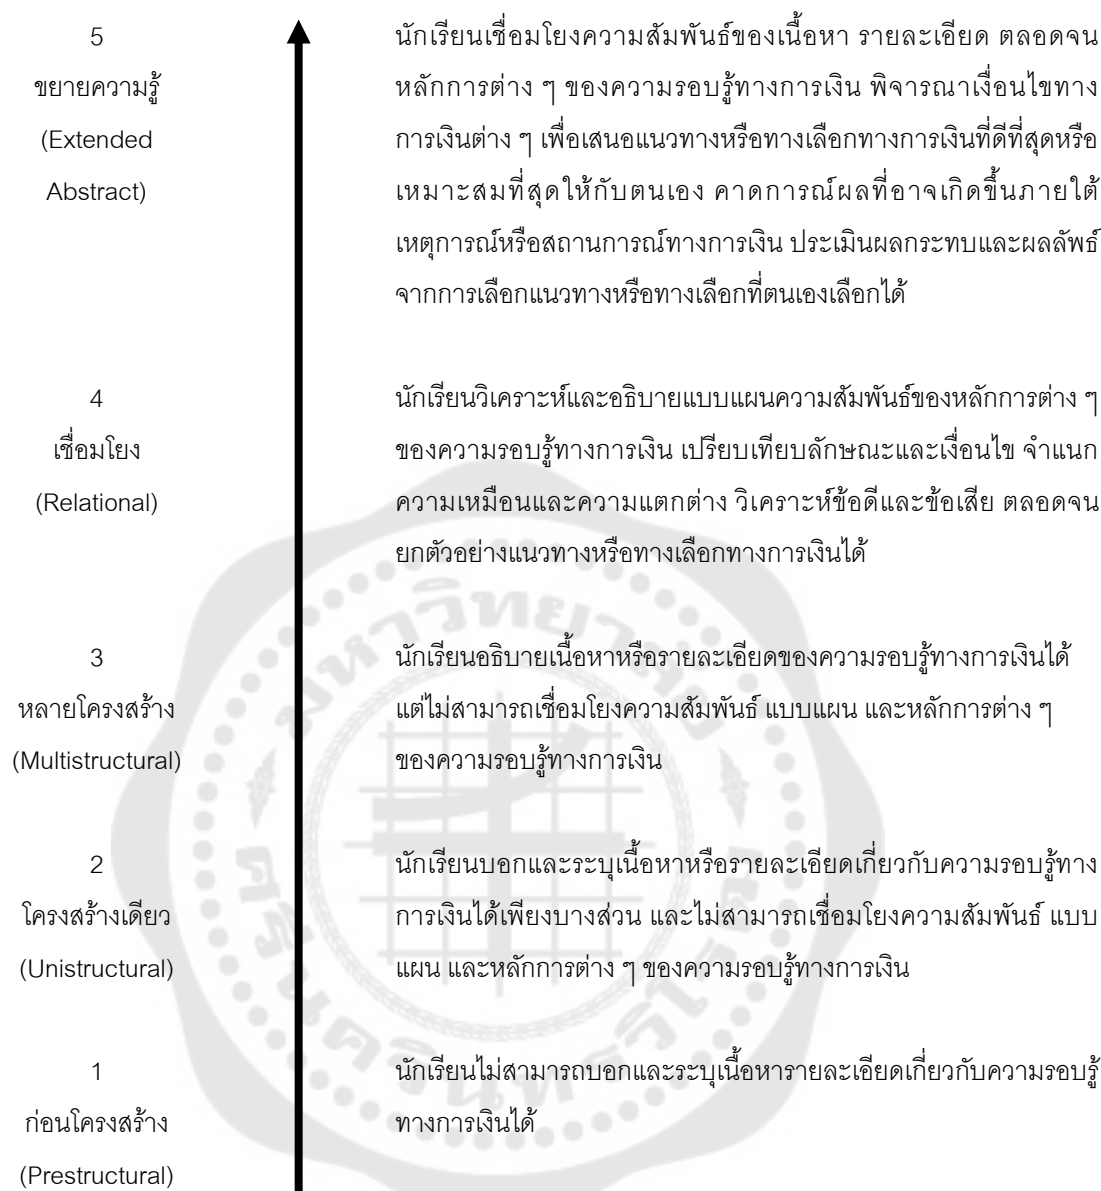 5
ขยายความรู้
(Extended
Abstract)
นักเรียนเชื่อมโยงความสัมพันธ์ของเนื้อหา รายละเอียด ตลอดจน
หลักการต่าง ๆ ของความรอบรู้ทางการเงิน พิจารณาเงื่อนไขทาง
การเงินต่าง ๆ เพื่อเสนอแนวทางหรือทางเลือกทางการเงินที่ดีที่สุดหรือ
เหมาะสมที่สุดให้กับตนเอง คาดการณ์ผลที่อาจเกิดขึ้นภายใต้
เหตุการณ์หรือสถานการณ์ทางการเงิน ประเมินผลกระทบและผลลัพธ์
จากการเลือกแนวทางหรือทางเลือกที่ตนเองเลือกได้
4
เชื่อมโยง
(Relational)
นักเรียนวิเคราะห์และอธิบายแบบแผนความสัมพันธ์ของหลักการต่าง ๆ
ของความรอบรู้ทางการเงิน เปรียบเทียบลักษณะและเงื่อนไข จำแนก
ความเหมือนและความแตกต่าง วิเคราะห์ข้อดีและข้อเสีย ตลอดจน
ยกตัวอย่างแนวทางหรือทางเลือกทางการเงินได้
3
หลายโครงสร้าง
(Multistructural)
นักเรียนอธิบายเนื้อหาหรือรายละเอียดของความรอบรู้ทางการเงินได้
แต่ไม่สามารถเชื่อมโยงความสัมพันธ์ แบบแผน และหลักการต่าง ๆ
ของความรอบรู้ทางการเงิน
2
โครงสร้างเดียว
(Unistructural)
นักเรียนบอกและระบุเนื้อหาหรือรายละเอียดเกี่ยวกับความรอบรู้ทาง
การเงินได้เพียงบางส่วน และไม่สามารถเชื่อมโยงความสัมพันธ์ แบบ
แผน และหลักการต่าง ๆ ของความรอบรู้ทางการเงิน
1
ก่อนโครงสร้าง
(Prestructural)
นักเรียนไม่สามารถบอกและระบุเนื้อหารายละเอียดเกี่ยวกับความรอบรู้
ทางการเงินได้
มหาวิทยาลัย
ศรีนครินทรวิโรฒ